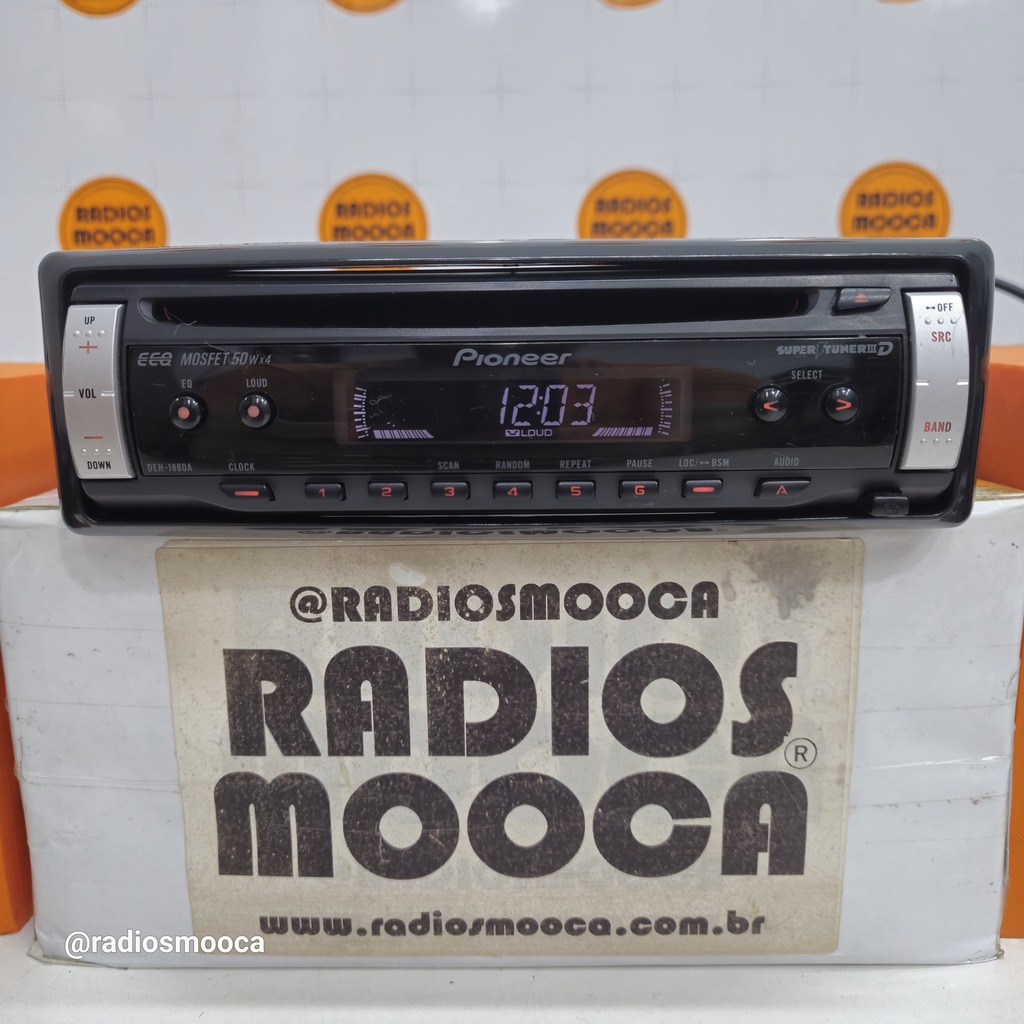 RADIOS MOOCA
RADIOS MOOCA
RADIOS MOOCA
RADIOS MOOCA
UP
+
VOL
−
DOWN
EEQ MOSFET 50W×4
Pioneer
SUPER TUNER III D
OFF
SRC
BAND
EQ LOUD
12:03
LOUD
SELECT
< >
DEH-1880A CLOCK SCAN RANDOM REPEAT PAUSE LOC/ BSM AUDIO
1 2 3 4 5 6
@RADIOSMOOCA
RADIOS
MOOCA
®
www.radiosmooca.com.br
@radiosmooca